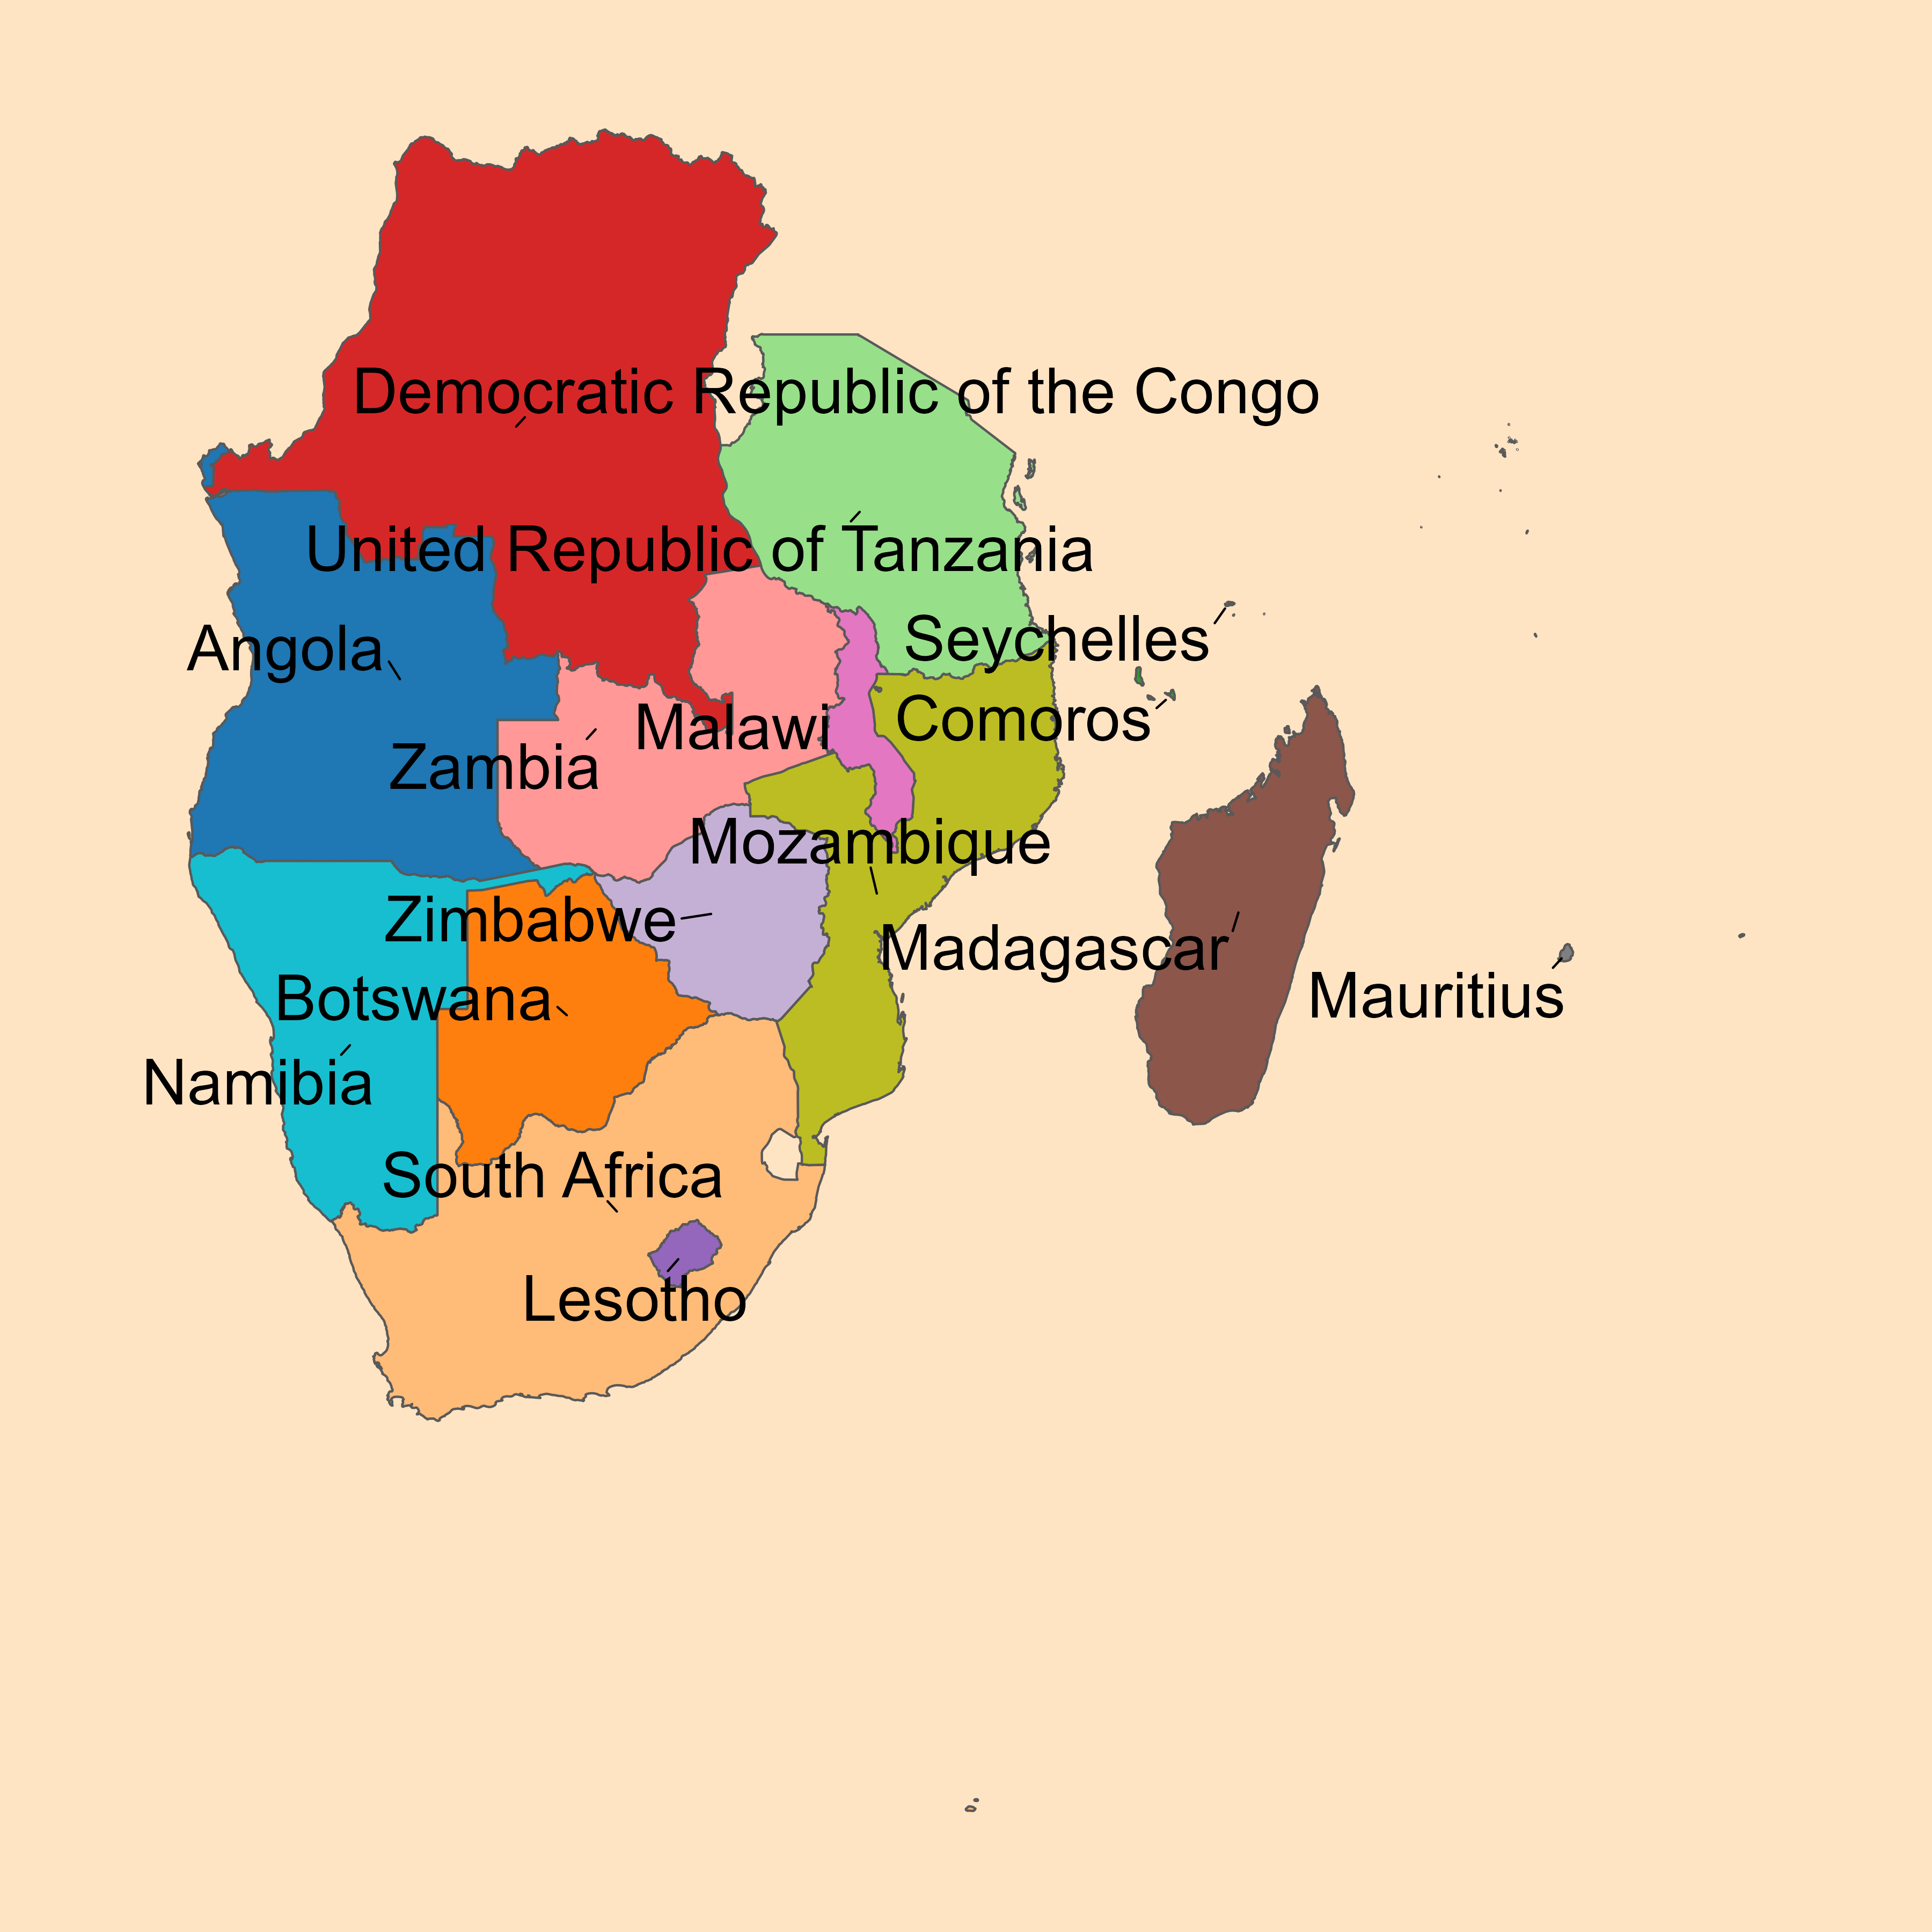 Democratic Republic of the Congo
United Republic of Tanzania
Seychelles
Angola
Comoros
Malawi
Zambia
Mozambique
Zimbabwe
Madagascar
Mauritius
Botswana
Namibia
South Africa
Lesotho